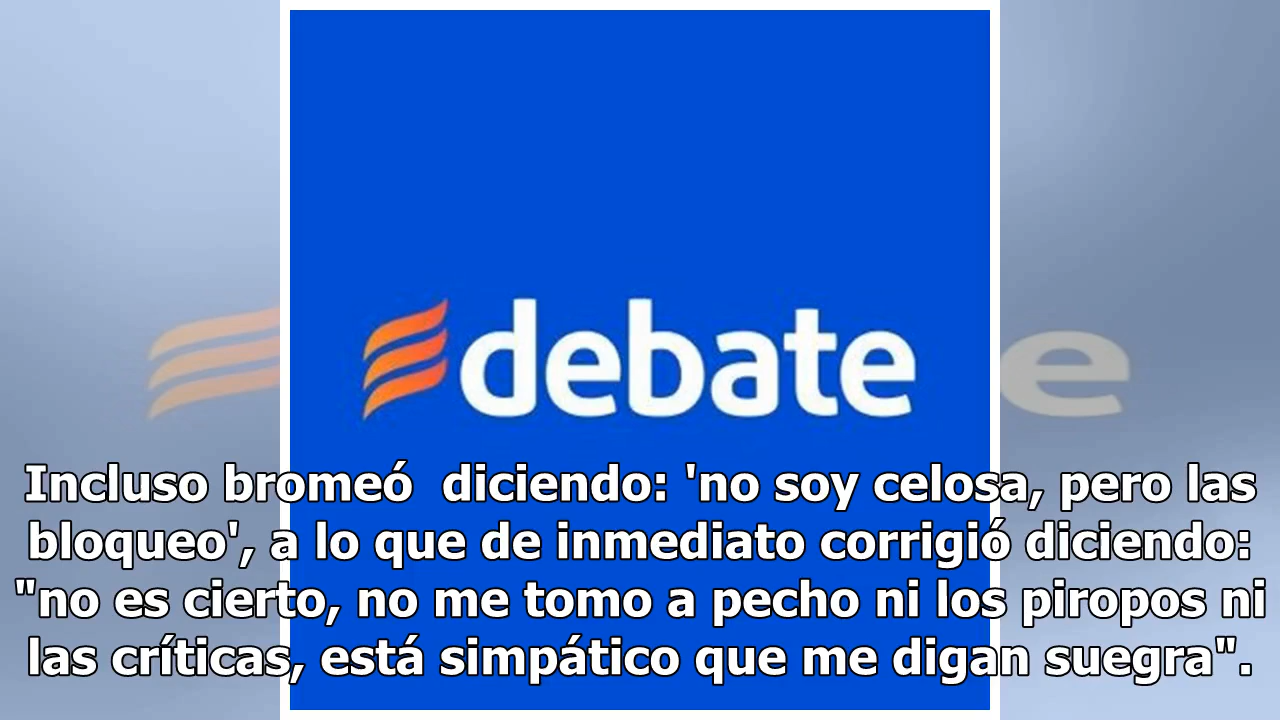 debate
e
Incluso bromeó  diciendo: 'no soy celosa, pero las
bloqueo', a lo que de inmediato corrigió diciendo:
"no es cierto, no me tomo a pecho ni los piropos ni
las críticas, está simpático que me digan suegra".